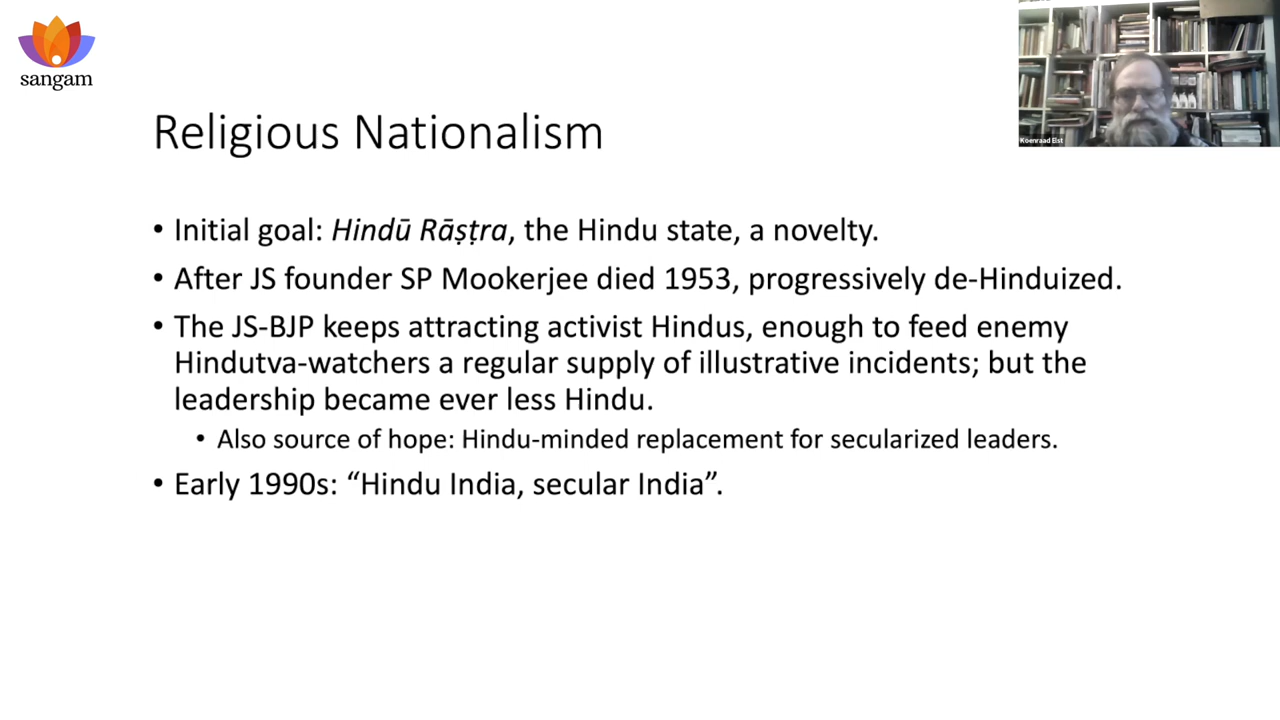 sangam
Koenraad Elst
Religious Nationalism
• Initial goal: Hindū Rāṣṭra, the Hindu state, a novelty.
• After JS founder SP Mookerjee died 1953, progressively de-Hinduized.
• The JS-BJP keeps attracting activist Hindus, enough to feed enemy
Hindutva-watchers a regular supply of illustrative incidents; but the
leadership became ever less Hindu.
• Also source of hope: Hindu-minded replacement for secularized leaders.
• Early 1990s: “Hindu India, secular India”.